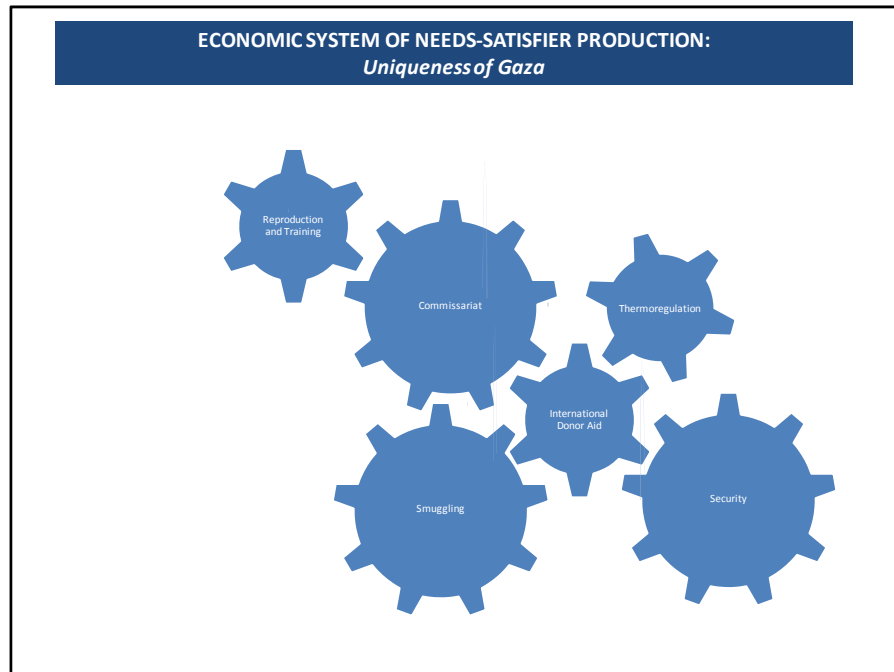 ECONOMIC SYSTEM OF NEEDS-SATISFIER PRODUCTION:
Uniqueness of Gaza
Reproduction
and Training
Commissariat
Thermoregulation
International
Donor Aid
Smuggling
Security